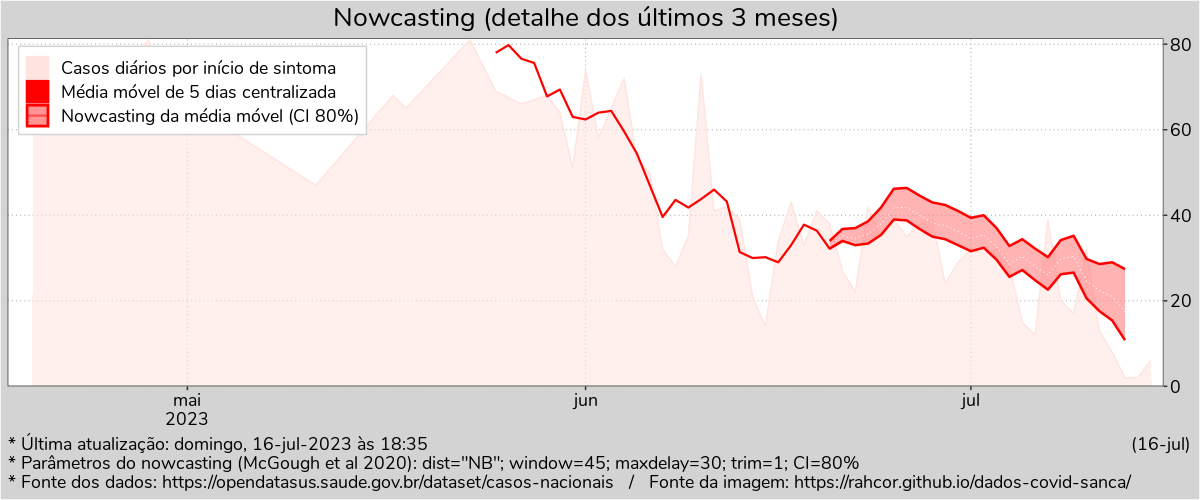 Nowcasting (detalhe dos últimos 3 meses)
Casos diários por início de sintoma
Média móvel de 5 dias centralizada
Nowcasting da média móvel (CI 80%)
80
60
40
20
0
mai
2023
jun
jul
* Última atualização: domingo, 16-jul-2023 às 18:35
(16-jul)
* Parâmetros do nowcasting (McGough et al 2020): dist="NB"; window=45; maxdelay=30; trim=1; CI=80%
* Fonte dos dados: https://opendatasus.saude.gov.br/dataset/casos-nacionais / Fonte da imagem: https://rahcor.github.io/dados-covid-sanca/